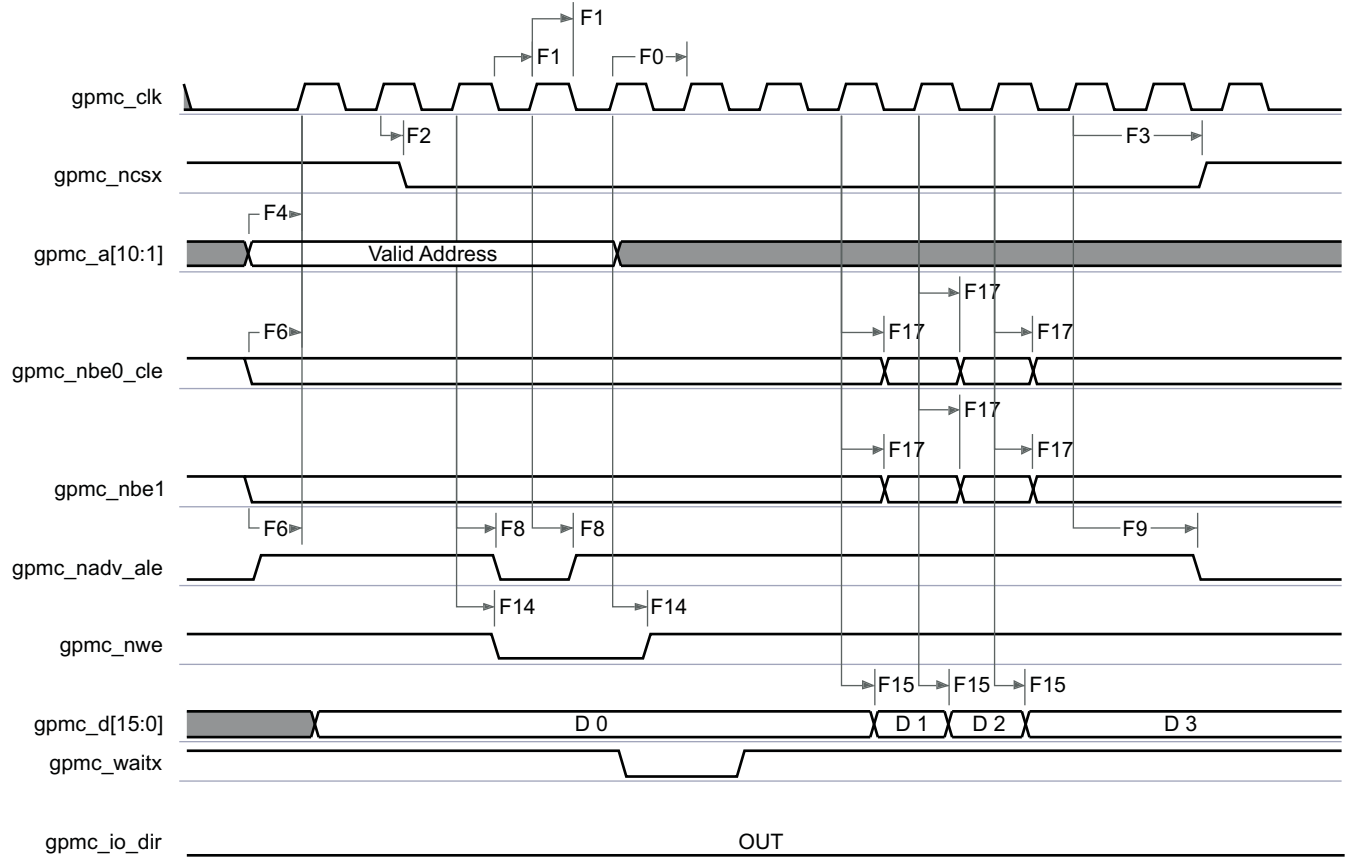 F1
F1 F0
gpmc_clk
F2 F3
gpmc_ncsx
F4
gpmc_a[10:1] Valid Address
F17
F6 F17 F17
gpmc_nbe0_cle
F17
F17 F17
gpmc_nbe1
F6 F8 F8 F9
gpmc_nadv_ale
F14 F14
gpmc_nwe
F15 F15 F15
gpmc_d[15:0] D 0 D 1 D 2 D 3
gpmc_waitx
gpmc_io_dir OUT